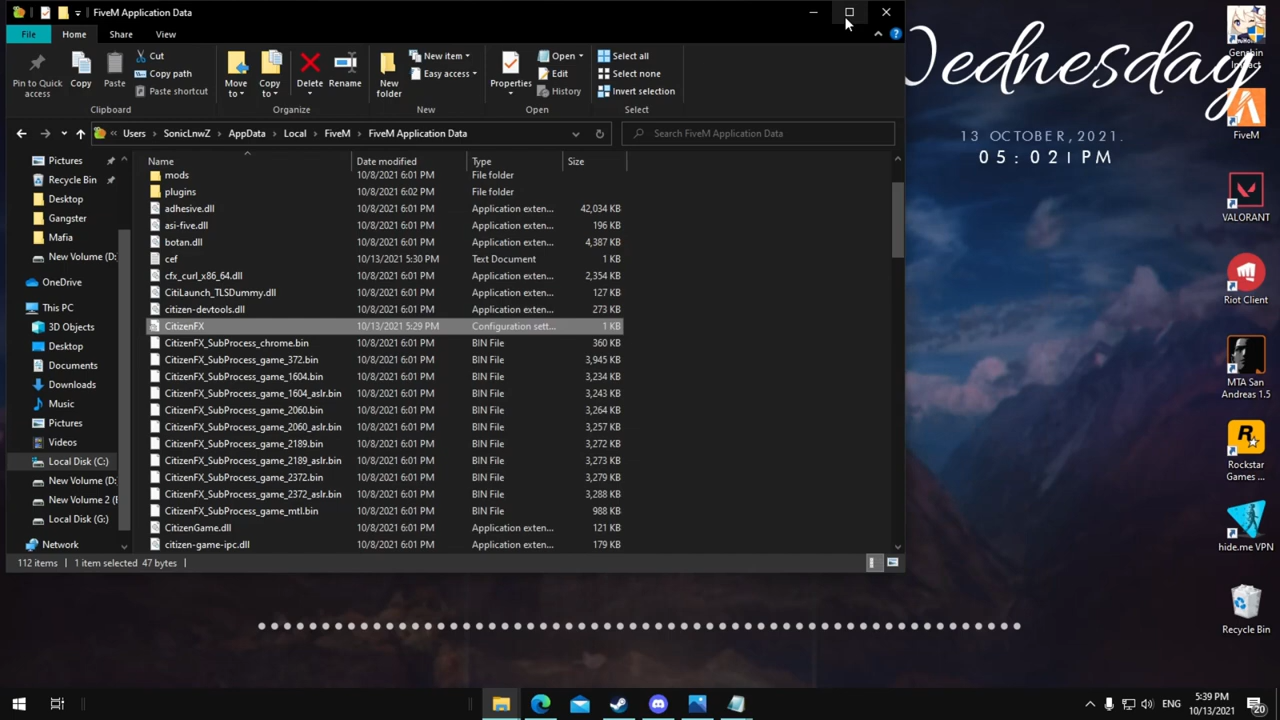 FiveM Application Data
File Home Share View
Pin to Quick access
Copy
Paste
Cut
Copy path
Paste shortcut
Clipboard
Move to
Copy to
Delete
Rename
Organize
New folder
New item
Easy access
New
Properties
Open
Edit
History
Open
Select all
Select none
Invert selection
Select
Users SonicLnwZ AppData Local FiveM FiveM Application Data
Search FiveM Application Data
Pictures
Recycle Bin
Desktop
Gangster
Mafia
New Volume (D:
OneDrive
This PC
3D Objects
Desktop
Documents
Downloads
Music
Pictures
Videos
Local Disk (C:)
New Volume (D:
New Volume 2 (E
Local Disk (G:)
Network
Name Date modified Type Size
mods 10/8/2021 6:01 PM File folder
plugins 10/8/2021 6:02 PM File folder
adhesive.dll 10/8/2021 6:01 PM Application exten... 42,034 KB
asi-five.dll 10/8/2021 6:01 PM Application exten... 196 KB
botan.dll 10/8/2021 6:01 PM Application exten... 4,387 KB
cef 10/13/2021 5:30 PM Text Document 1 KB
cfx_curl_x86_64.dll 10/8/2021 6:01 PM Application exten... 2,354 KB
CitiLaunch_TLSDummy.dll 10/8/2021 6:01 PM Application exten... 127 KB
citizen-devtools.dll 10/8/2021 6:01 PM Application exten... 273 KB
CitizenFX 10/13/2021 5:29 PM Configuration sett... 1 KB
CitizenFX_SubProcess_chrome.bin 10/8/2021 6:01 PM BIN File 360 KB
CitizenFX_SubProcess_game_372.bin 10/8/2021 6:01 PM BIN File 3,945 KB
CitizenFX_SubProcess_game_1604.bin 10/8/2021 6:01 PM BIN File 3,234 KB
CitizenFX_SubProcess_game_1604_aslr.bin 10/8/2021 6:01 PM BIN File 3,243 KB
CitizenFX_SubProcess_game_2060.bin 10/8/2021 6:01 PM BIN File 3,264 KB
CitizenFX_SubProcess_game_2060_aslr.bin 10/8/2021 6:01 PM BIN File 3,257 KB
CitizenFX_SubProcess_game_2189.bin 10/8/2021 6:01 PM BIN File 3,272 KB
CitizenFX_SubProcess_game_2189_aslr.bin 10/8/2021 6:01 PM BIN File 3,273 KB
CitizenFX_SubProcess_game_2372.bin 10/8/2021 6:01 PM BIN File 3,279 KB
CitizenFX_SubProcess_game_2372_aslr.bin 10/8/2021 6:01 PM BIN File 3,288 KB
CitizenFX_SubProcess_game_mtl.bin 10/8/2021 6:01 PM BIN File 988 KB
CitizenGame.dll 10/8/2021 6:01 PM Application exten... 121 KB
citizen-game-ipc.dll 10/8/2021 6:01 PM Application exten... 179 KB
112 items 1 item selected 47 bytes
Wednesday
13 OCTOBER,2021.
05:02 | PM
Genshin Impact
FiveM
VALORANT
Riot Client
MTA San
Andreas 1.5
Rockstar
Games ...
hide.me VPN
Recycle Bin
ENG
5:39 PM
10/13/2021
20